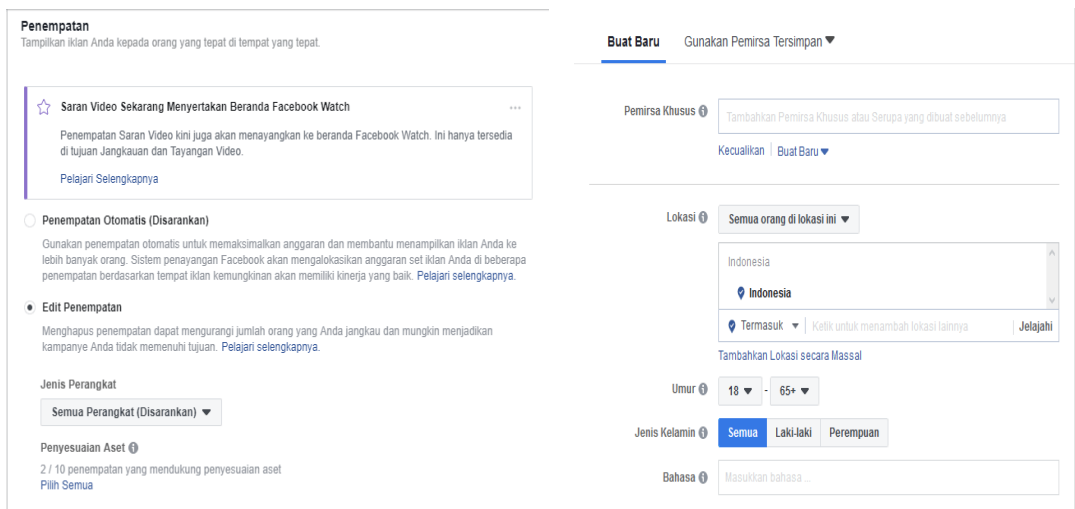 Penempatan
Tampilkan iklan Anda kepada orang yang tepat di tempat yang tepat.
Saran Video Sekarang Menyertakan Beranda Facebook Watch
Penempatan Saran Video kini juga akan menayangkan ke beranda Facebook Watch. Ini hanya tersedia
di tujuan Jangkauan dan Tayangan Video.
Pelajari Selengkapnya
Penempatan Otomatis (Disarankan)
Gunakan penempatan otomatis untuk memaksimalkan anggaran dan membantu menampilkan iklan Anda ke
lebih banyak orang. Sistem penayangan Facebook akan mengalokasikan anggaran set iklan Anda di beberapa
penempatan berdasarkan tempat iklan kemungkinan akan memiliki kinerja yang baik. Pelajari selengkapnya.
Edit Penempatan
Menghapus penempatan dapat mengurangi jumlah orang yang Anda jangkau dan mungkin menjadikan
kampanye Anda tidak memenuhi tujuan. Pelajari selengkapnya.
Jenis Perangkat
Semua Perangkat (Disarankan)
Penyesuaian Aset
2 / 10 penempatan yang mendukung penyesuaian aset
Pilih Semua
Buat Baru Gunakan Pemirsa Tersimpan
Pemirsa Khusus Tambahkan Pemirsa Khusus atau Serupa yang dibuat sebelumnya
Kecualikan | Buat Baru
Lokasi Semua orang di lokasi ini
Indonesia
Indonesia
Termasuk Ketik untuk menambah lokasi lainnya Jelajahi
Tambahkan Lokasi secara Massal
Umur 18 - 65+
Jenis Kelamin Semua Laki-laki Perempuan
Bahasa Masukkan bahasa ...